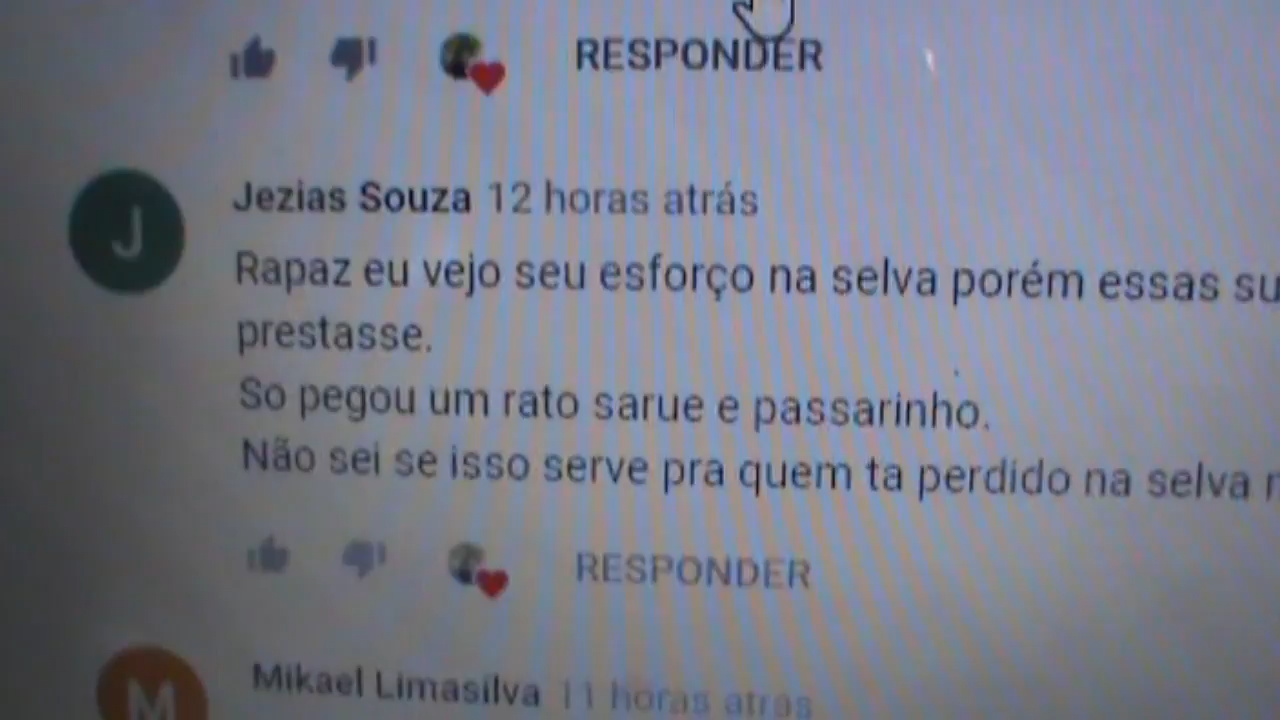 RESPONDER
J
Jezias Souza 12 horas atrás
Rapaz eu vejo seu esforço na selva porém essas
prestasse.
So pegou um rato sarue e passarinho.
Não sei se isso serve pra quem ta perdido na selva
RESPONDER
M
Mikael Limasilva 11 horas atrás